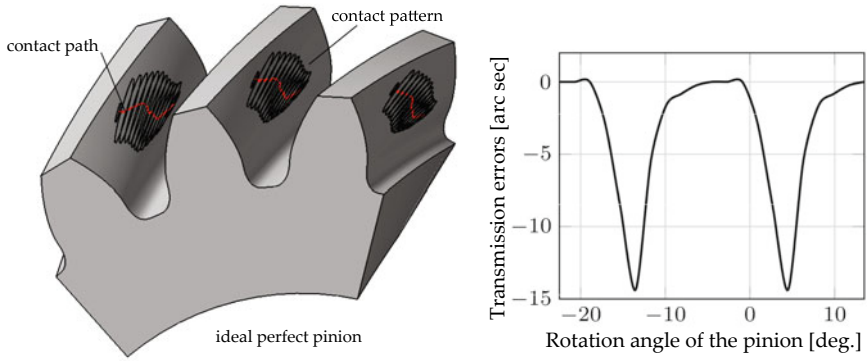 contact pattern
contact path
ideal perfect pinion
Transmission errors [arc sec]
0
−5
−10
−15
−20
−10
0
10
Rotation angle of the pinion [deg.]